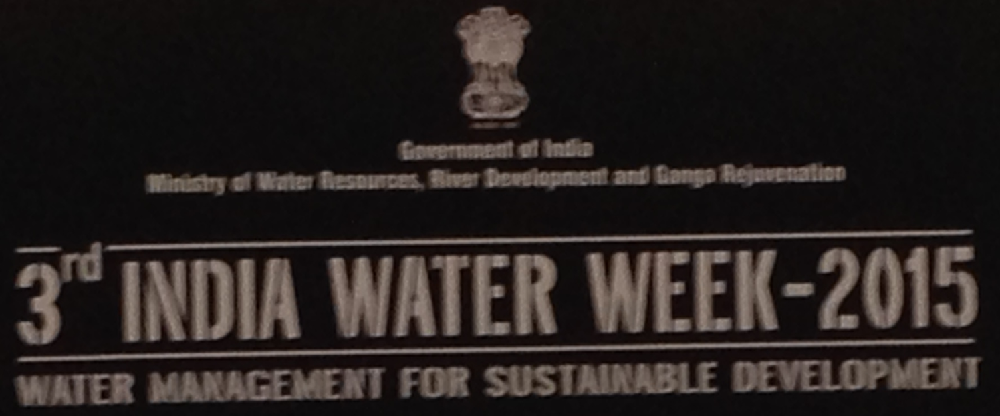 Government of India
Ministry of Water Resources, River Development and Ganga Rejuvenation
3rd INDIA WATER WEEK-2015
WATER MANAGEMENT FOR SUSTAINABLE DEVELOPMENT